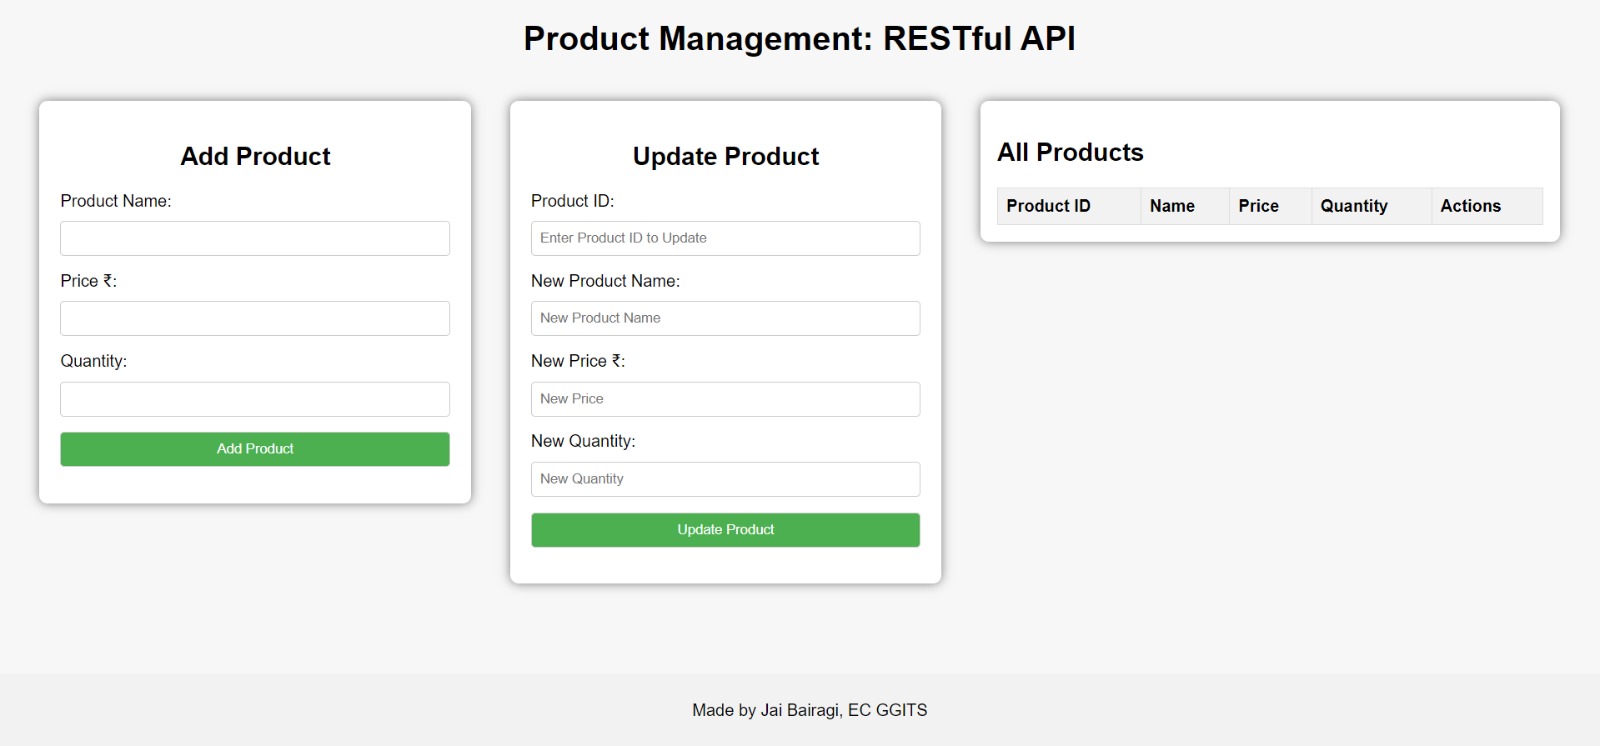 Product Management: RESTful API
Add Product
Product Name:
Price ₹:
Quantity:
Add Product
Update Product
Product ID:
Enter Product ID to Update
New Product Name:
New Product Name
New Price ₹:
New Price
New Quantity:
New Quantity
Update Product
All Products
Product ID Name Price Quantity Actions
Made by Jai Bairagi, EC GGITS